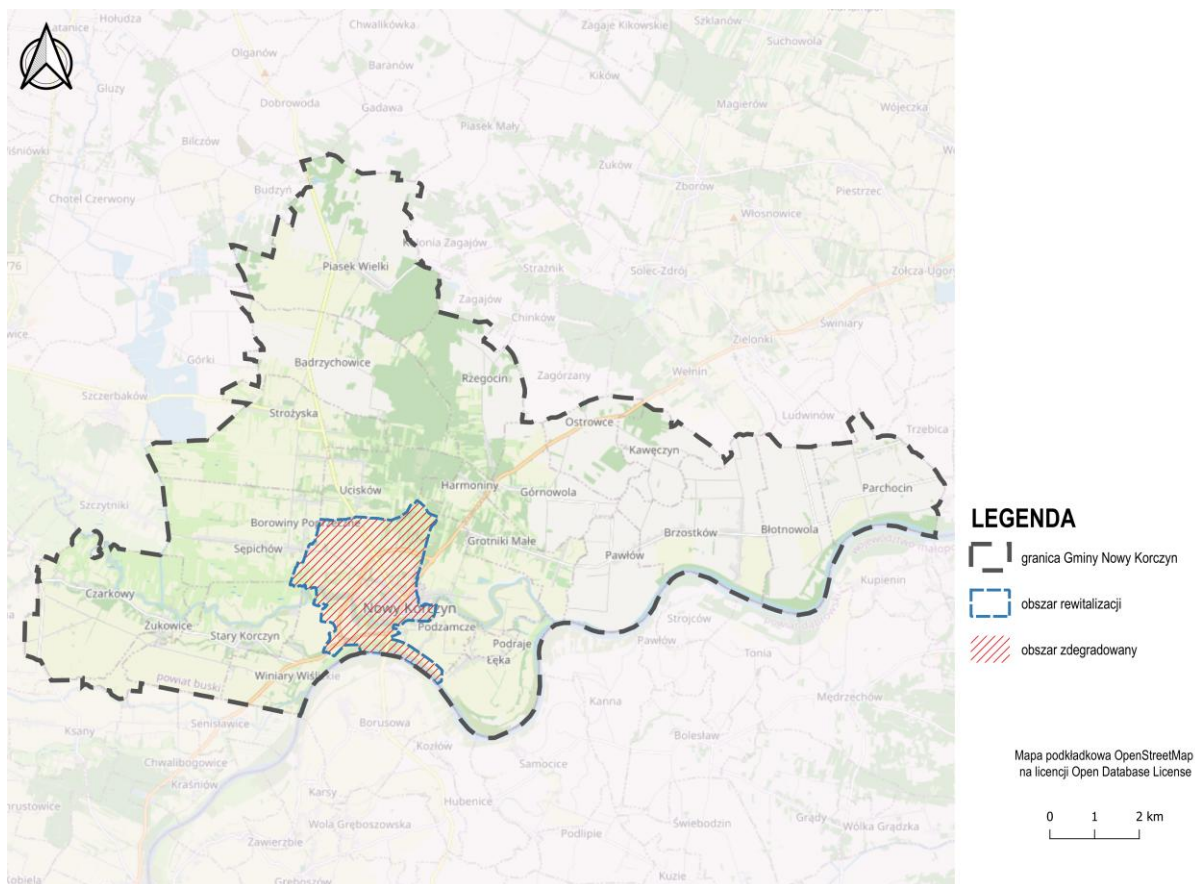 Chwalikówka
Zagaje Kikowskie
Szklanów
Suchowola
Olganów
Baranów
Kików
Gluzy
Hołudza
Dobrowoda
Gadawa
Magierów
Wójeczka
Piasek Mały
Bilczów
Żuków
Zborów
Piestrzec
Chotel Czerwony
Budzyń
Włosnowice
776
Kolonia Zagajów
Piasek Wielki
Strażnik
Solec-Zdrój
Zagajów
Chinków
Świniary
Górki
Zielonki
Badrzychowice
Rzegocin
Zagórzany
Wełnin
Szczerbaków
Strożyska
Ostrowce
Ludwinów
Trzebica
Kawęczyn
Ucisków
Harmoniny
Górnowola
Parchocin
Szczytniki
Borowiny Poprzeczne
Sępichów
Grotniki Małe
Brzostków
Błotnowola
Pawłów
Kupienin
Czarkowy
Nowy Korczyn
Żukowice
Stary Korczyn
Podzamcze
Podraje
Strojców
Pawłów
Tonia
Łęka
powiat buski
Winiary Wiślickie
Kanna
Mędrzechów
Senisławice
Borusowa
Ksany
Kozłów
Bolesław
Chwalibogowice
Samocice
Kraśniów
Karsy
Hubenice
Wola Gręboszowska
Świebodzin
Grądy
Wólka Grądzka
Podlipie
Zawierzbie
Gręboszów
Kuzie
LEGENDA
granica Gminy Nowy Korczyn
obszar rewitalizacji
obszar zdegradowany
Mapa podkładkowa OpenStreetMap
na licencji Open Database License
0 1 2 km